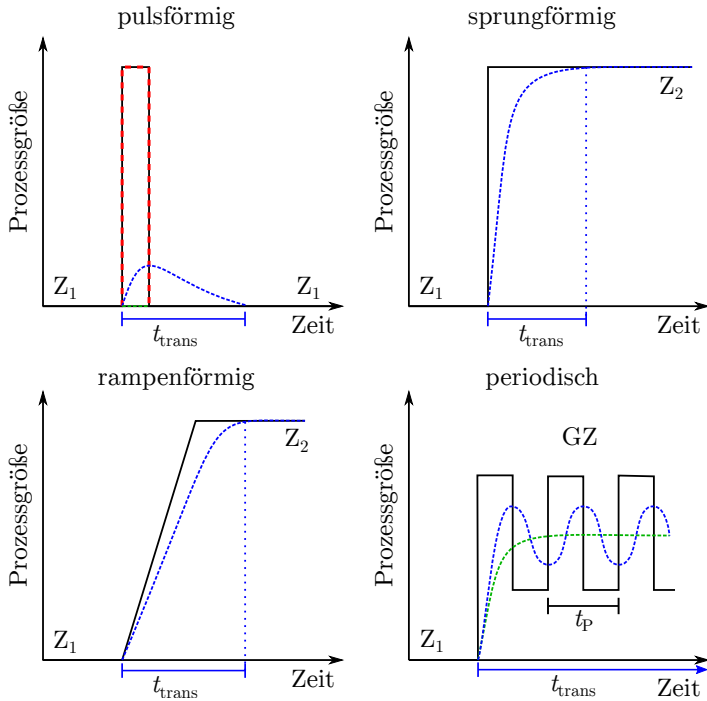 pulsförmig
Prozessgröße
Z1
Z1
Zeit
ttrans
sprungförmig
Prozessgröße
Z2
Z1
Zeit
ttrans
rampenförmig
Prozessgröße
Z2
Z1
Zeit
ttrans
periodisch
Prozessgröße
GZ
tP
Z1
Zeit
ttrans